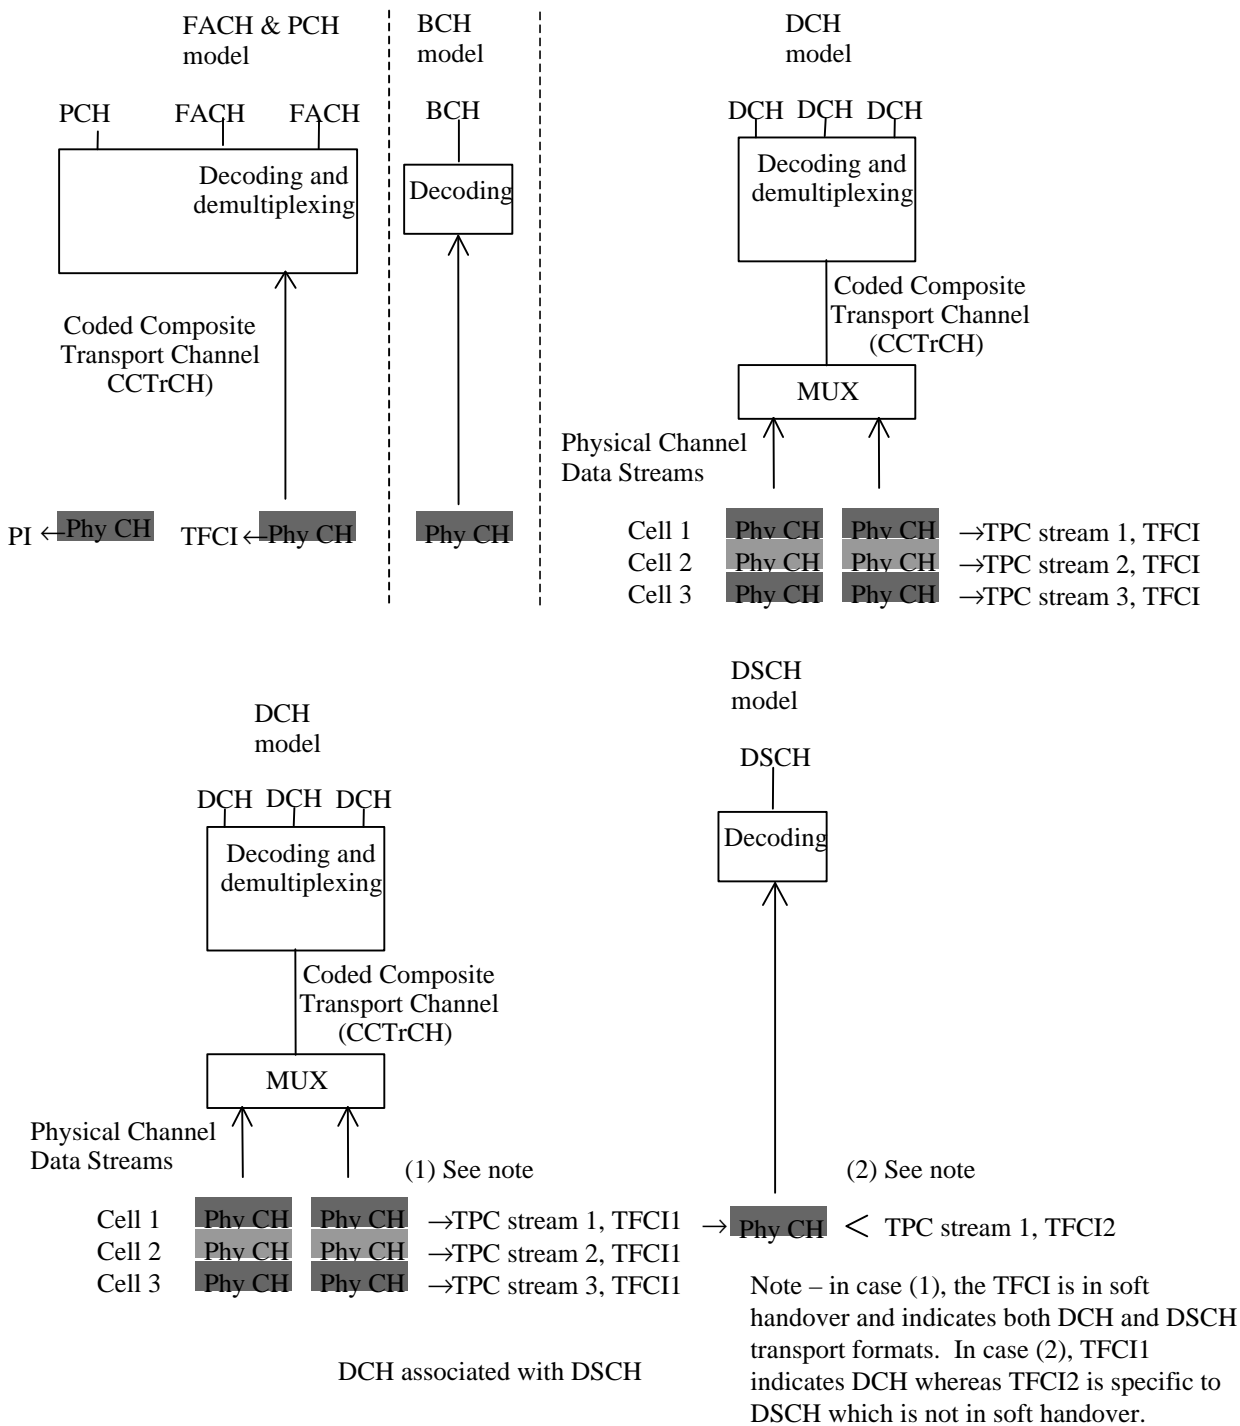 FACH & PCH
model
BCH
model
DCH
model
PCH
FACH
FACH
BCH
DCH
DCH
DCH
Decoding and
demultiplexing
Decoding
Decoding and
demultiplexing
Coded Composite
Transport Channel
CCTrCH)
Coded Composite
Transport Channel
(CCTrCH)
MUX
Physical Channel
Data Streams
PI ← Phy CH
TFCI ← Phy CH
Phy CH
Cell 1 Phy CH Phy CH →TPC stream 1, TFCI
Cell 2 Phy CH Phy CH →TPC stream 2, TFCI
Cell 3 Phy CH Phy CH →TPC stream 3, TFCI
DCH
model
DSCH
model
DCH
DCH
DCH
DSCH
Decoding and
demultiplexing
Decoding
Coded Composite
Transport Channel
(CCTrCH)
MUX
Physical Channel
Data Streams
(1) See note
(2) See note
Cell 1 Phy CH Phy CH →TPC stream 1, TFCI1 → Phy CH < TPC stream 1, TFCI2
Cell 2 Phy CH Phy CH →TPC stream 2, TFCI1
Cell 3 Phy CH Phy CH →TPC stream 3, TFCI1
DCH associated with DSCH
Note – in case (1), the TFCI is in soft
handover and indicates both DCH and DSCH
transport formats. In case (2), TFCI1
indicates DCH whereas TFCI2 is specific to
DSCH which is not in soft handover.